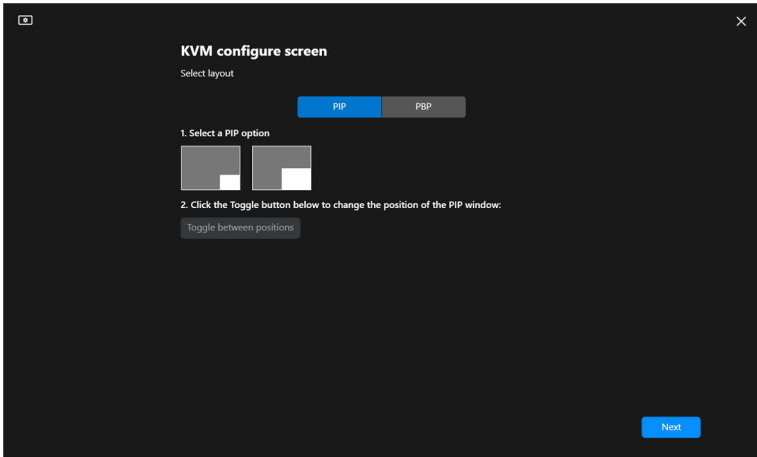 KVM configure screen
Select layout
PIP
PBP
1. Select a PIP option
2. Click the Toggle button below to change the position of the PIP window:
Toggle between positions
Next